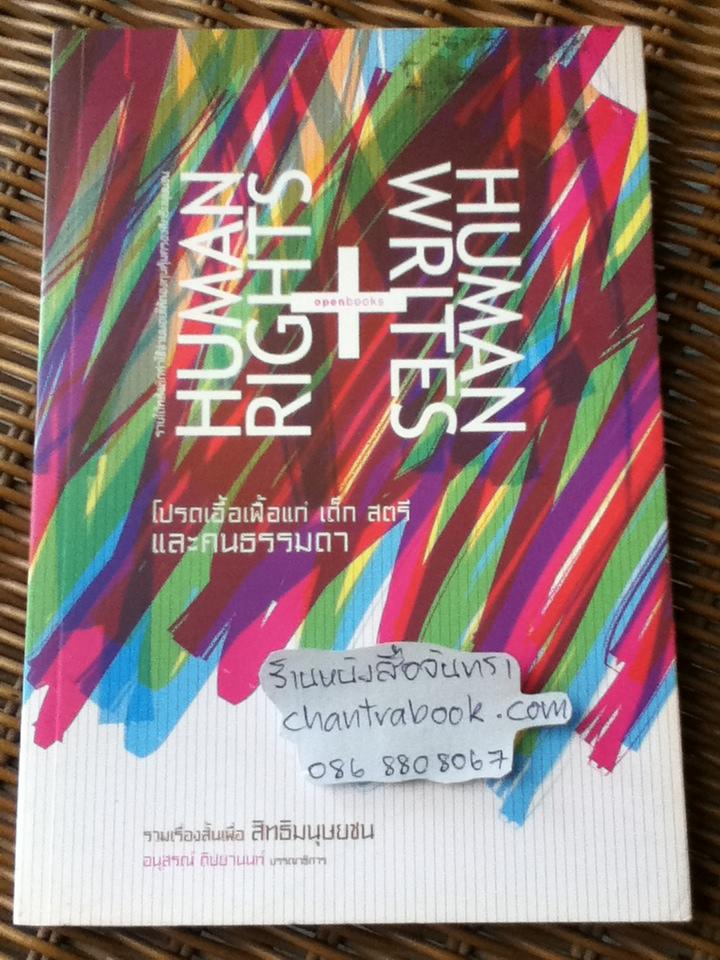 HUMAN
RIGHTS
openbooks
HUMAN
WRITES
โปรดเอื้อเฟื้อแก่ เด็ก สตรี
และคนธรรมดา
ร้านหนังสือจันทรา
chantrabook.com
086 8808067
รวมเรื่องสั้นเพื่อ สิทธิมนุษยชน
อนุสรณ์ ติปยานนท์ บรรณาธิการ